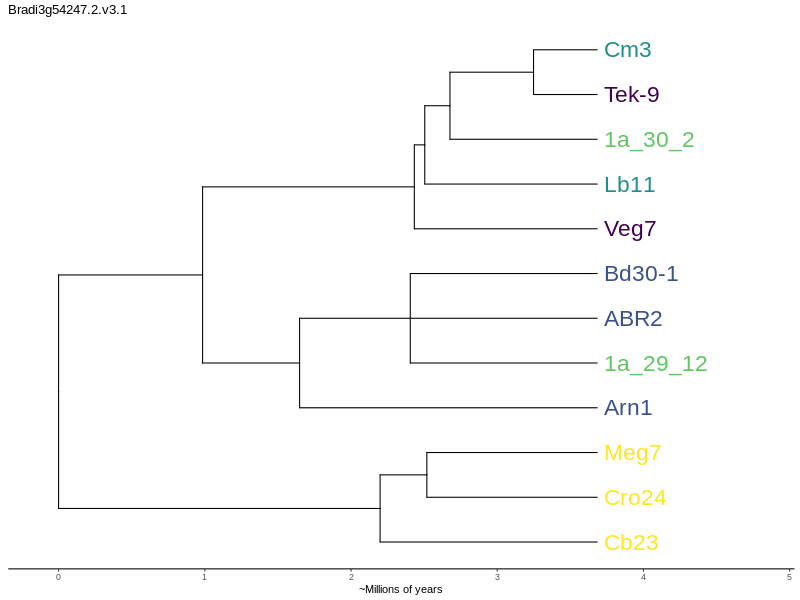 Bradi3g54247.2.v3.1
Cm3
Tek-9
1a_30_2
Lb11
Veg7
Bd30-1
ABR2
1a_29_12
Arn1
Meg7
Cro24
Cb23
0 1 2 3 4 5
~Millions of years